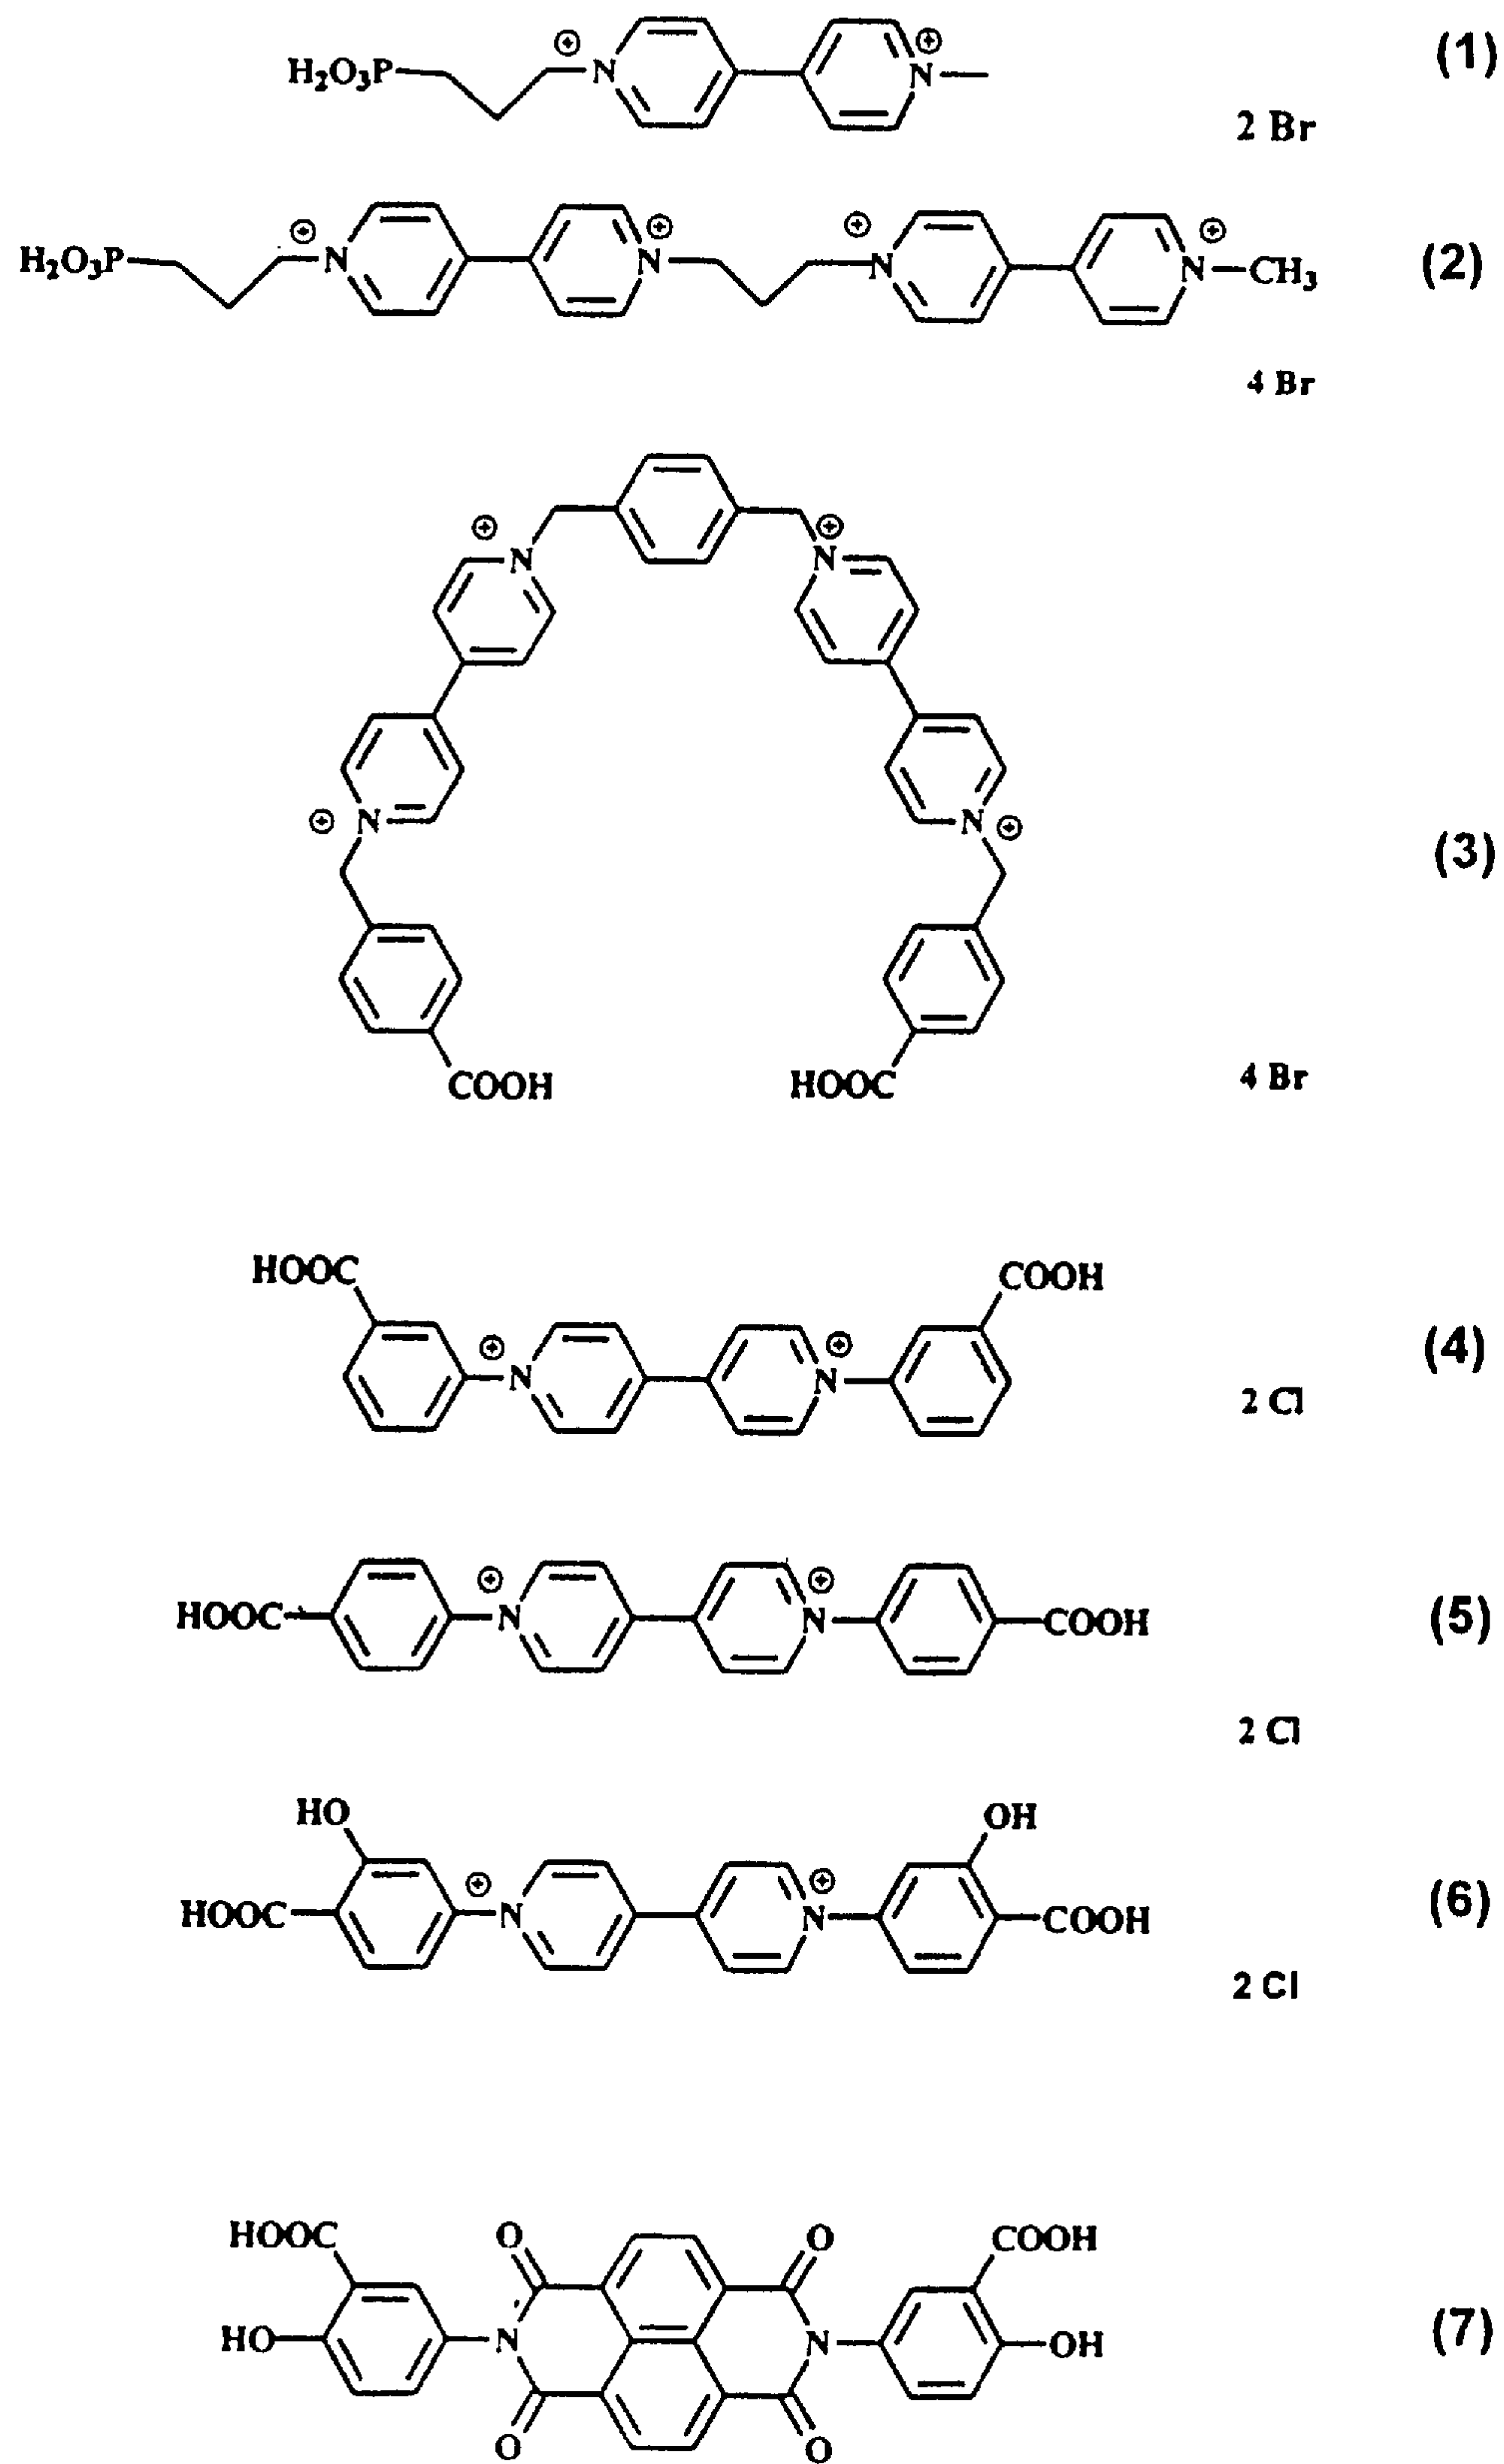 H₂O₃P N⊕ N⊕ (1)
2 Br
H₂O₃P N⊕ N⊕ N⊕ N⊕ CH₃ (2)
4 Br
⊕ N N ⊕
⊕ N N ⊕
(3)
COOH HOOC 4 Br
HOOC COOH
⊕ N N ⊕ (4)
2 Cl
HOOC ⊕ N N ⊕ COOH (5)
2 Cl
HO OH
HOOC ⊕ N N ⊕ COOH (6)
2 Cl
HOOC O O COOH
HO N N OH (7)
O O